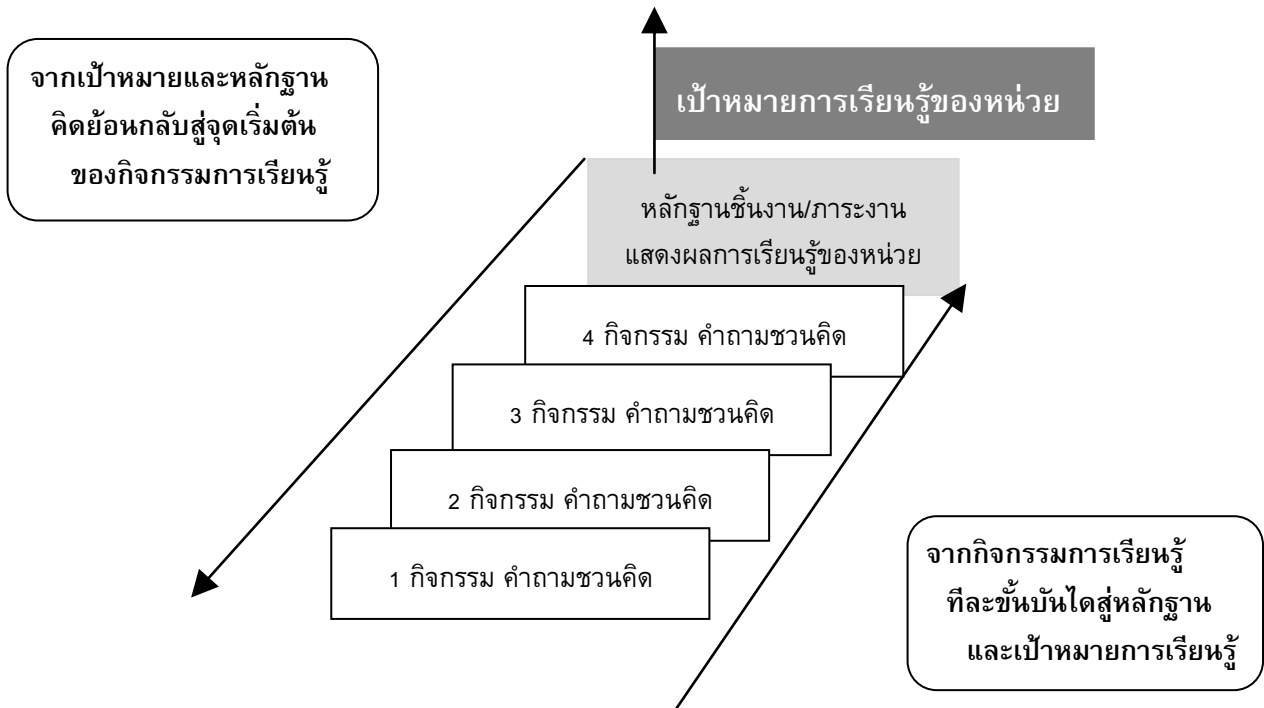 จากเป้าหมายและหลักฐาน
คิดย้อนกลับสู่จุดเริ่มต้น
ของกิจกรรมการเรียนรู้
เป้าหมายการเรียนรู้ของหน่วย
หลักฐานชิ้นงาน/ภาระงาน
แสดงผลการเรียนรู้ของหน่วย
4 กิจกรรม คำถามชวนคิด
3 กิจกรรม คำถามชวนคิด
2 กิจกรรม คำถามชวนคิด
1 กิจกรรม คำถามชวนคิด
จากกิจกรรมการเรียนรู้
ทีละขั้นบันไดสู่หลักฐาน
และเป้าหมายการเรียนรู้